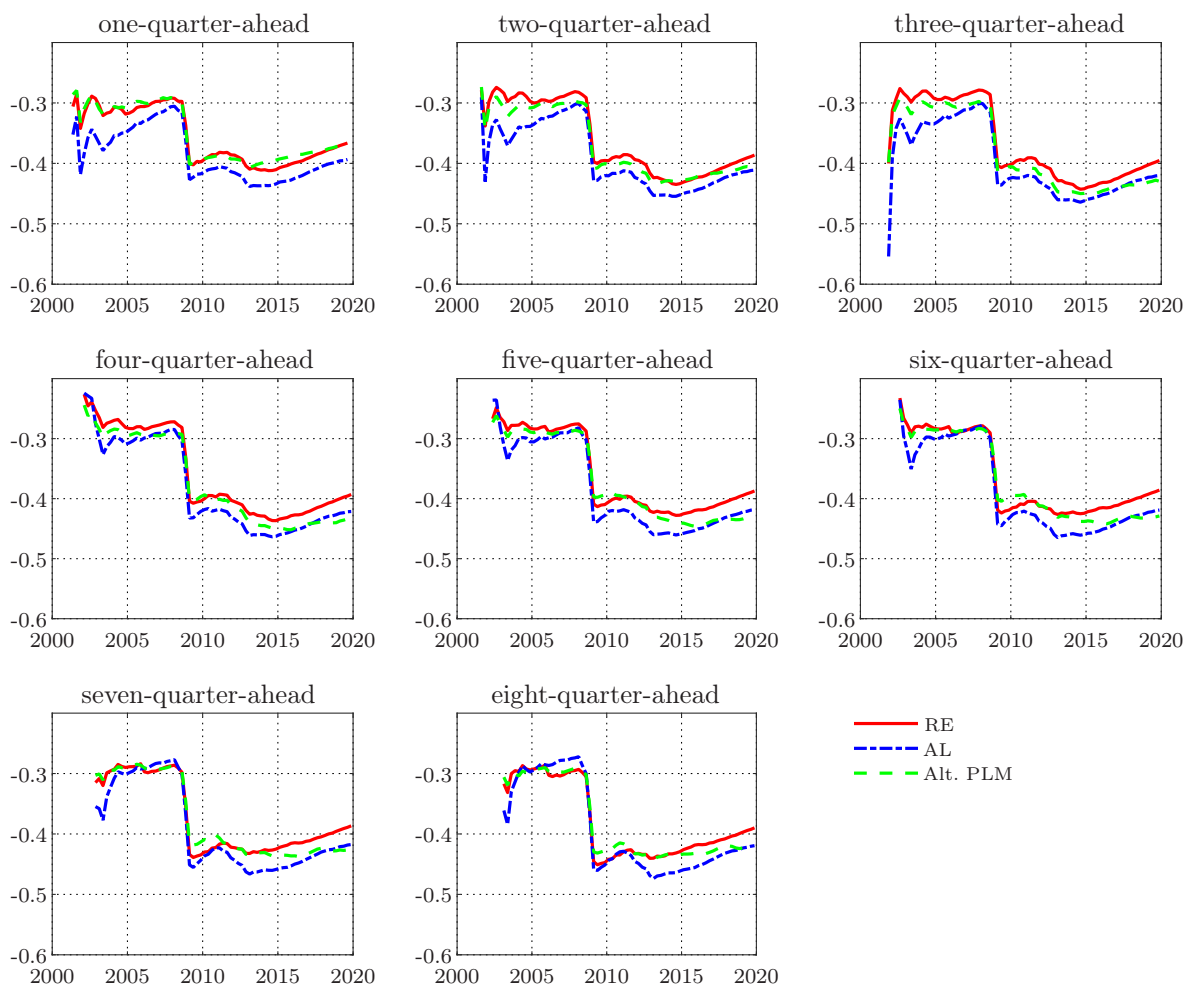 one-quarter-ahead two-quarter-ahead three-quarter-ahead
-0.3 -0.3 -0.3
-0.4 -0.4 -0.4
-0.5 -0.5 -0.5
-0.6 -0.6 -0.6
2000 2005 2010 2015 2020 2000 2005 2010 2015 2020 2000 2005 2010 2015 2020
four-quarter-ahead five-quarter-ahead six-quarter-ahead
-0.3 -0.3 -0.3
-0.4 -0.4 -0.4
-0.5 -0.5 -0.5
-0.6 -0.6 -0.6
2000 2005 2010 2015 2020 2000 2005 2010 2015 2020 2000 2005 2010 2015 2020
seven-quarter-ahead eight-quarter-ahead
RE
AL
Alt. PLM
-0.3 -0.3
-0.4 -0.4
-0.5 -0.5
-0.6 -0.6
2000 2005 2010 2015 2020 2000 2005 2010 2015 2020